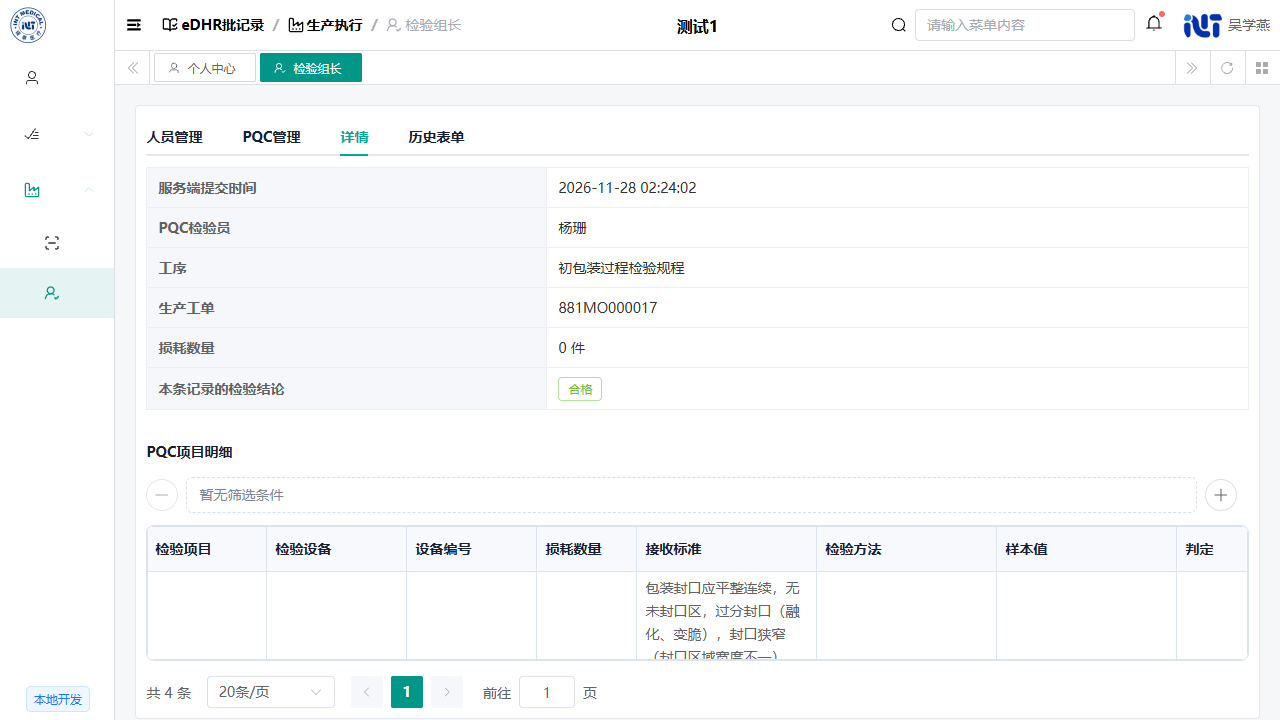 eDHR批记录 / 生产执行 / 检验组长
测试1
请输入菜单内容
吴学燕
个人中心
检验组长
人员管理
PQC管理
详情
历史表单
服务端提交时间
2026-11-28 02:24:02
PQC检验员
杨珊
工序
初包装过程检验规程
生产工单
881MO000017
损耗数量
0 件
本条记录的检验结论
合格
PQC项目明细
暂无筛选条件
检验项目
检验设备
设备编号
损耗数量
接收标准
检验方法
样本值
判定
包装封口应平整连续，无
未封口区，过分封口（融
化、变脆），封口狭窄
（封口区域宽度不一）
共 4 条
20条/页
1
前往
1
页
本地开发